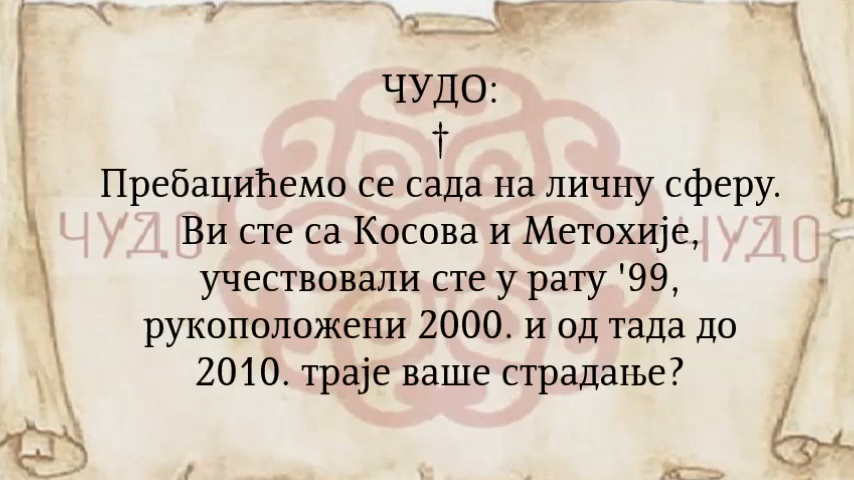 ЧУДО:
†
Пребацићемо се сада на личну сферу.
ЧУДО Ви сте са Косова и Метохије, ЧУДО
учествовали сте у рату '99,
рукоположени 2000. и од тада до
2010. траје ваше страдање?